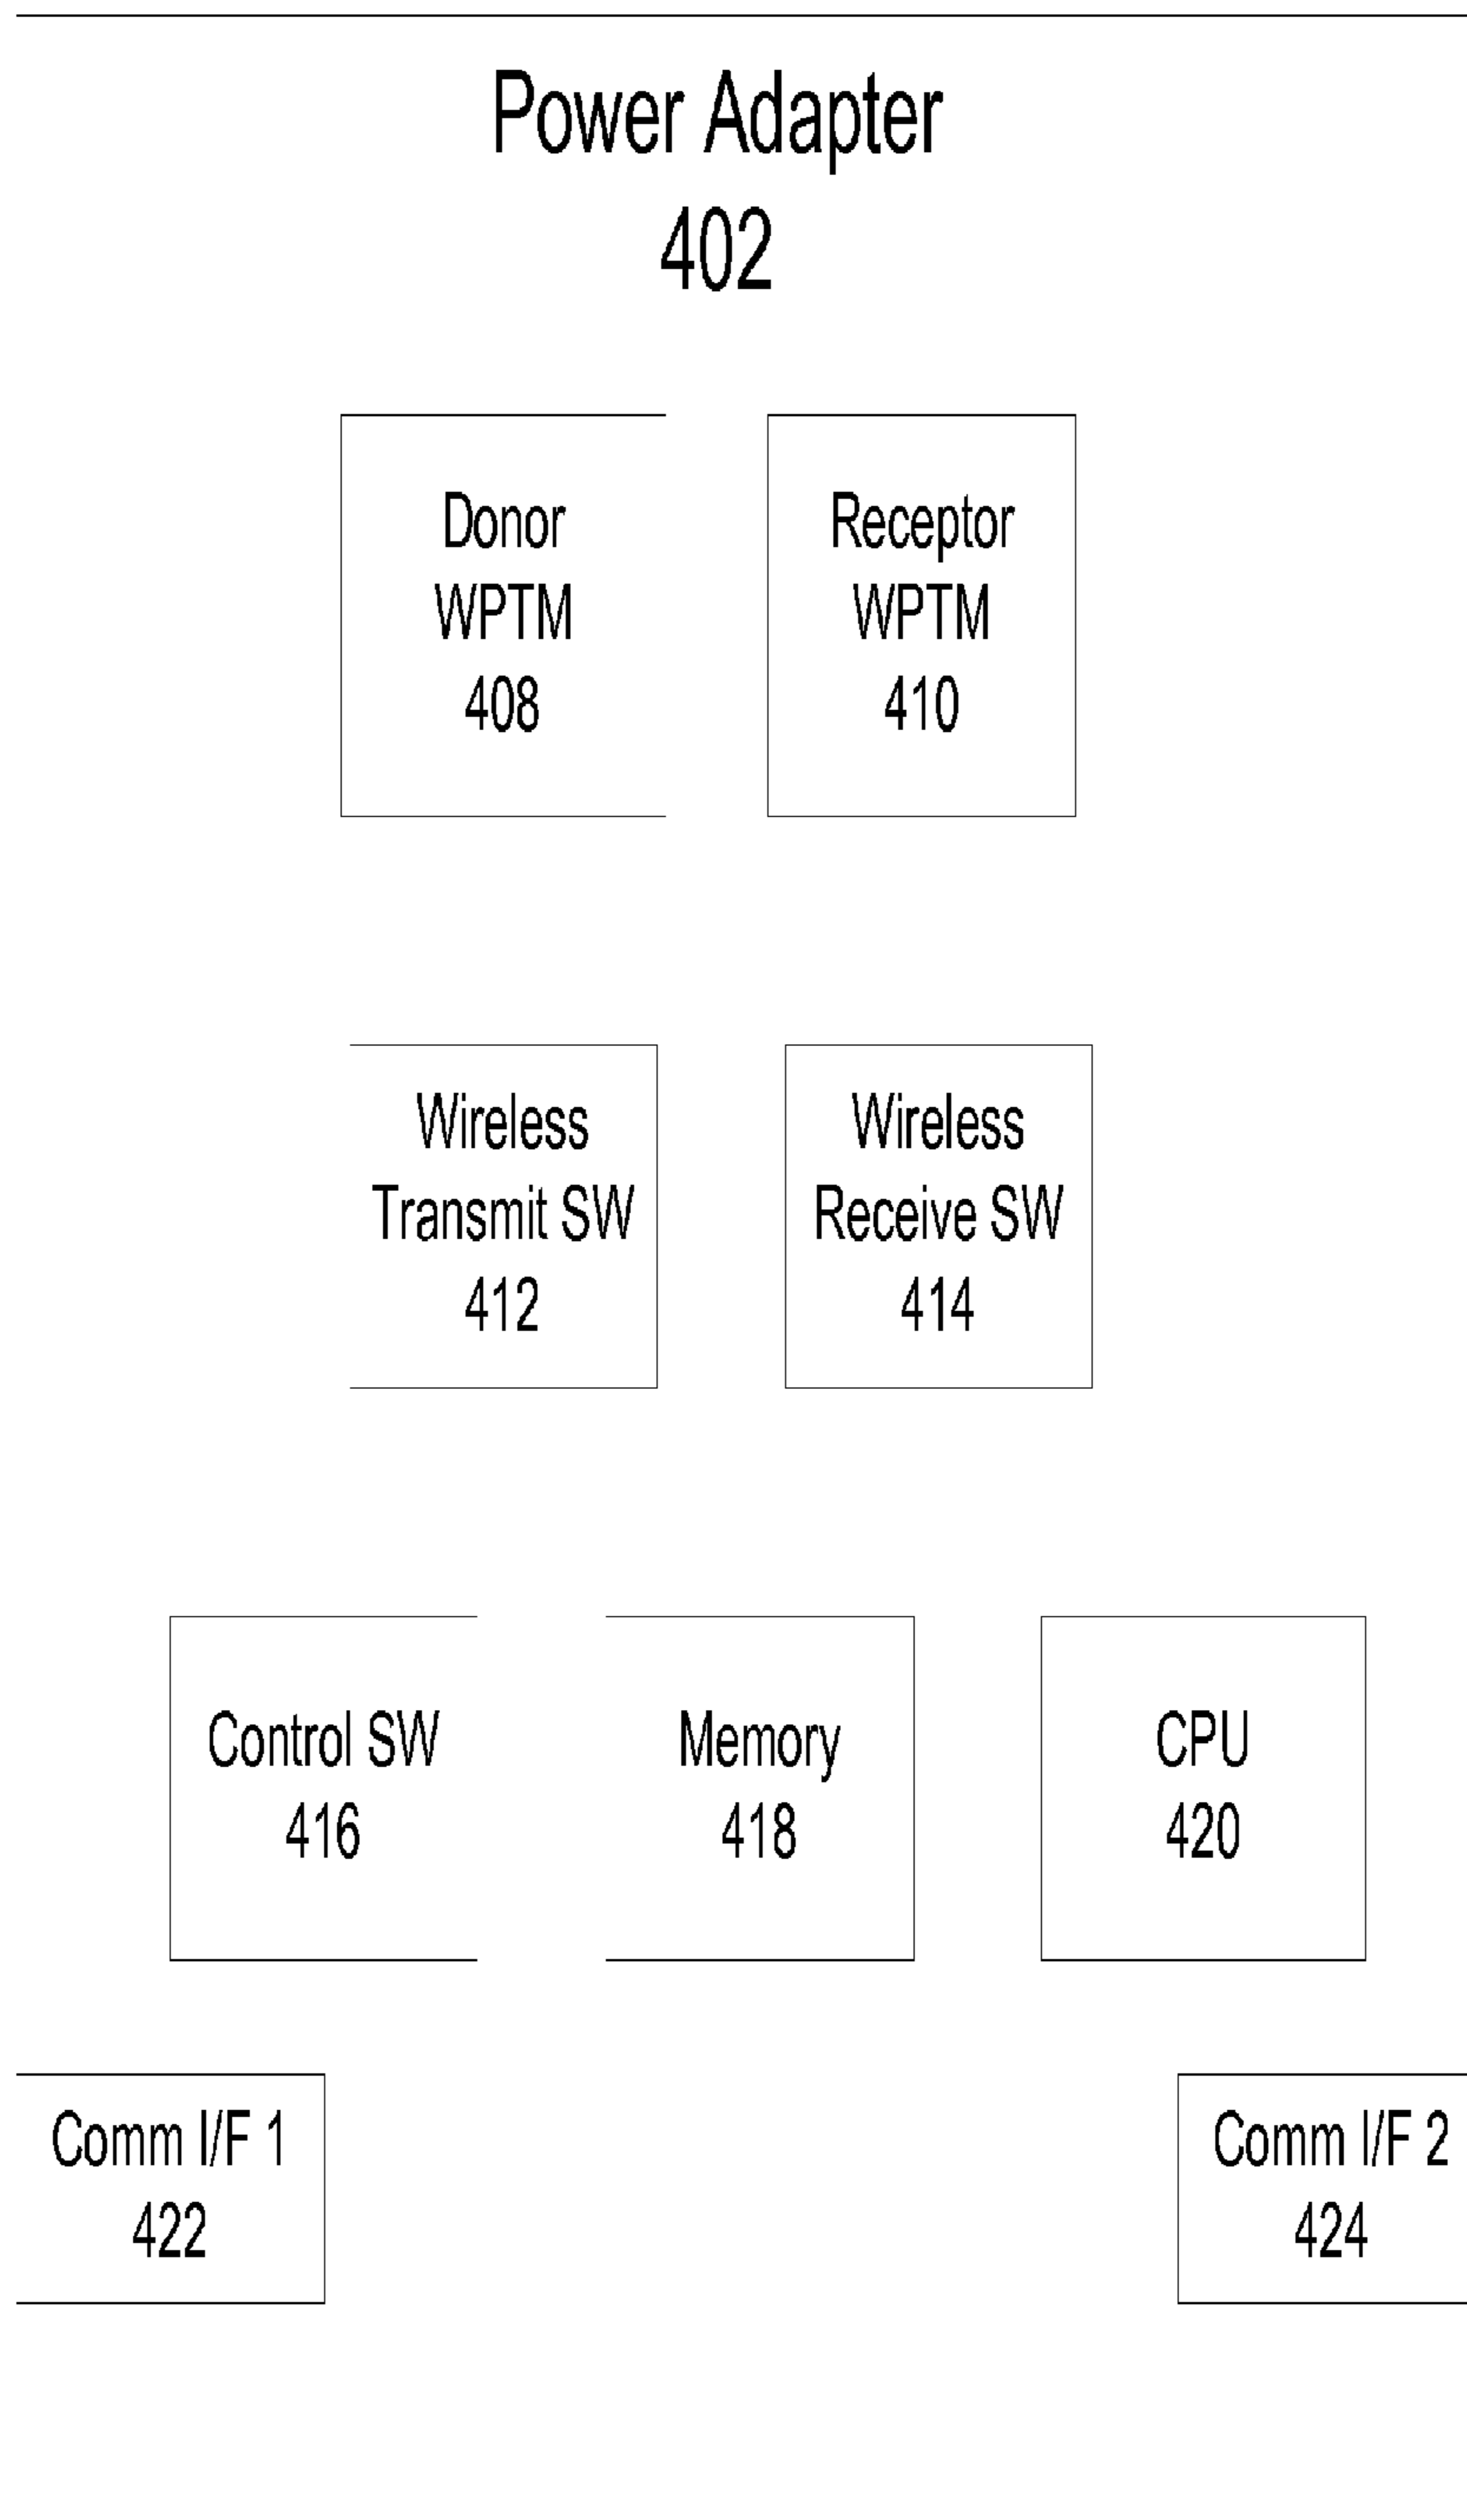 Power Adapter
402
Donor
WPTM
408
Receptor
WPTM
410
Wireless
Transmit SW
412
Wireless
Receive SW
414
Control SW
416
Memory
418
CPU
420
Comm I/F 1
422
Comm I/F 2
424